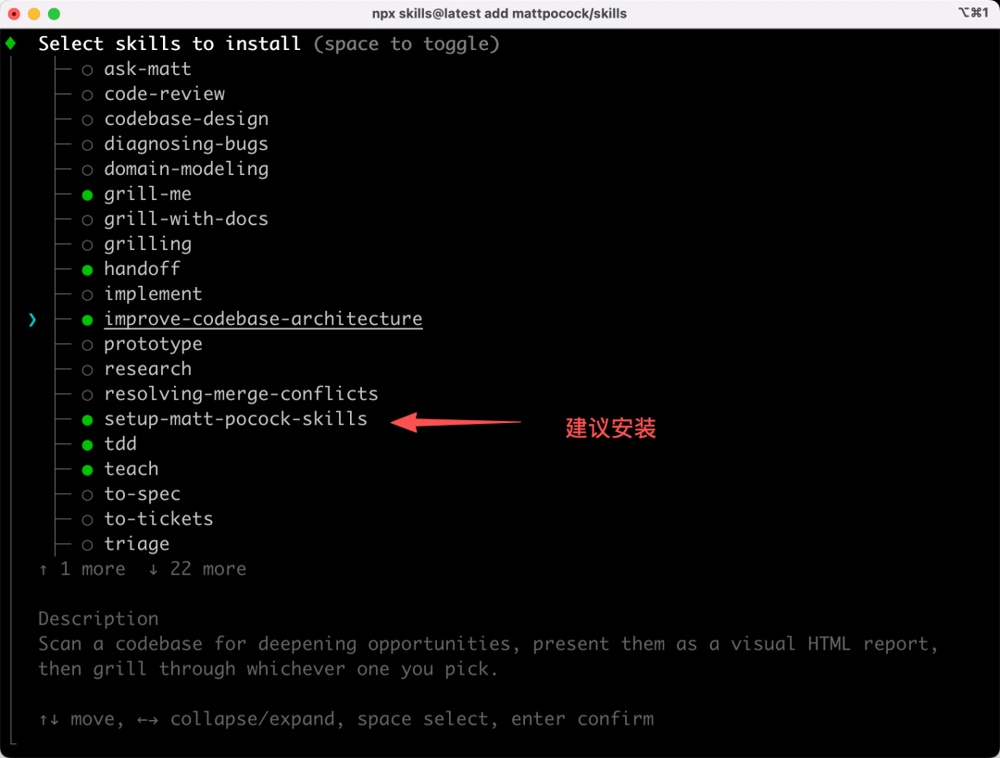 npx skills@latest add mattpocock/skills
⌥⌘1
Select skills to install (space to toggle)
ask-matt
code-review
codebase-design
diagnosing-bugs
domain-modeling
grill-me
grill-with-docs
grilling
handoff
implement
❯ improve-codebase-architecture
prototype
research
resolving-merge-conflicts
setup-matt-pocock-skills
建议安装
tdd
teach
to-spec
to-tickets
triage
↑ 1 more ↓ 22 more
Description
Scan a codebase for deepening opportunities, present them as a visual HTML report,
then grill through whichever one you pick.
↑↓ move, ←→ collapse/expand, space select, enter confirm